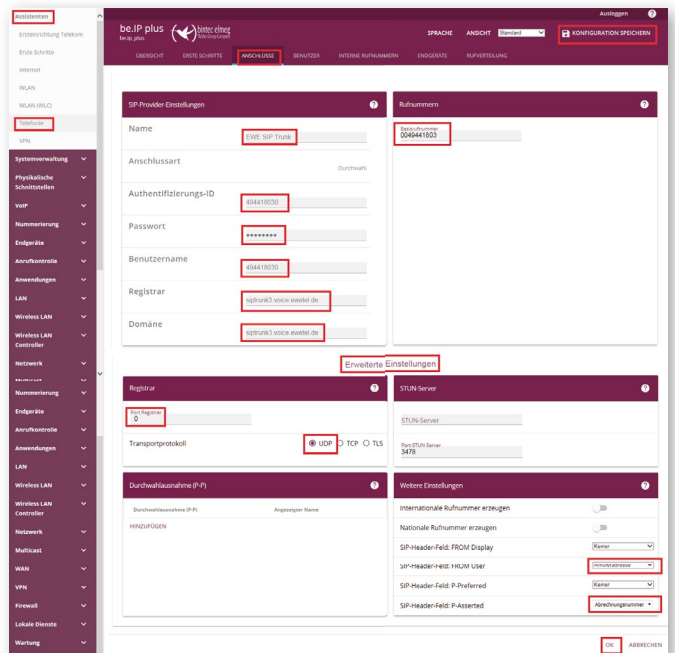 Assistenten
Ersteinrichtung Telekom
Erste Schritte
Internet
WLAN
WLAN (WLC)
Telefonie
VPN
Systemverwaltung
Physikalische
Schnittstellen
VoIP
Nummerierung
Endgeräte
Anrufkontrolle
Anwendungen
LAN
Wireless LAN
Wireless LAN
Controller
Netzwerk
Nummerierung
Endgeräte
Anrufkontrolle
Anwendungen
LAN
Wireless LAN
Wireless LAN
Controller
Netzwerk
Multicast
WAN
VPN
Firewall
Lokale Dienste
Wartung
Ausloggen
be.IP plus
be.ip_plus
bintec elmeg
SPRACHE ANSICHT Standard KONFIGURATION SPEICHERN
ÜBERSICHT ERSTE SCHRITTE ANSCHLÜSSE BENUTZER INTERNE RUFNUMMERN ENDGERÄTE RUFVERTEILUNG
SIP-Provider-Einstellungen
Name EWE SIP Trunk
Anschlussart Durchwahl
Authentifizierungs-ID 494418030
Passwort ••••••••
Benutzername 494418030
Registrar siptrunk3.voice.ewetel.de
Domäne siptrunk3.voice.ewetel.de
Rufnummern
Basisrufnummer
0049441803
Erweiterte Einstellungen
Registrar
Port Registrar
0
Transportprotokoll UDP TCP TLS
STUN-Server
STUN-Server
Port STUN-Server
3478
Durchwahlausnahme (P-P)
Durchwahlausnahme (P-P) Angezeigter Name
HINZUFÜGEN
Weitere Einstellungen
Internationale Rufnummer erzeugen
Nationale Rufnummer erzeugen
SIP-Header-Feld: FROM Display Keiner
SIP-Header-Feld: FROM User
SIP-Header-Feld: P-Preferred Keiner
SIP-Header-Feld: P-Asserted Abrechnungsnummer
OK ABBRECHEN